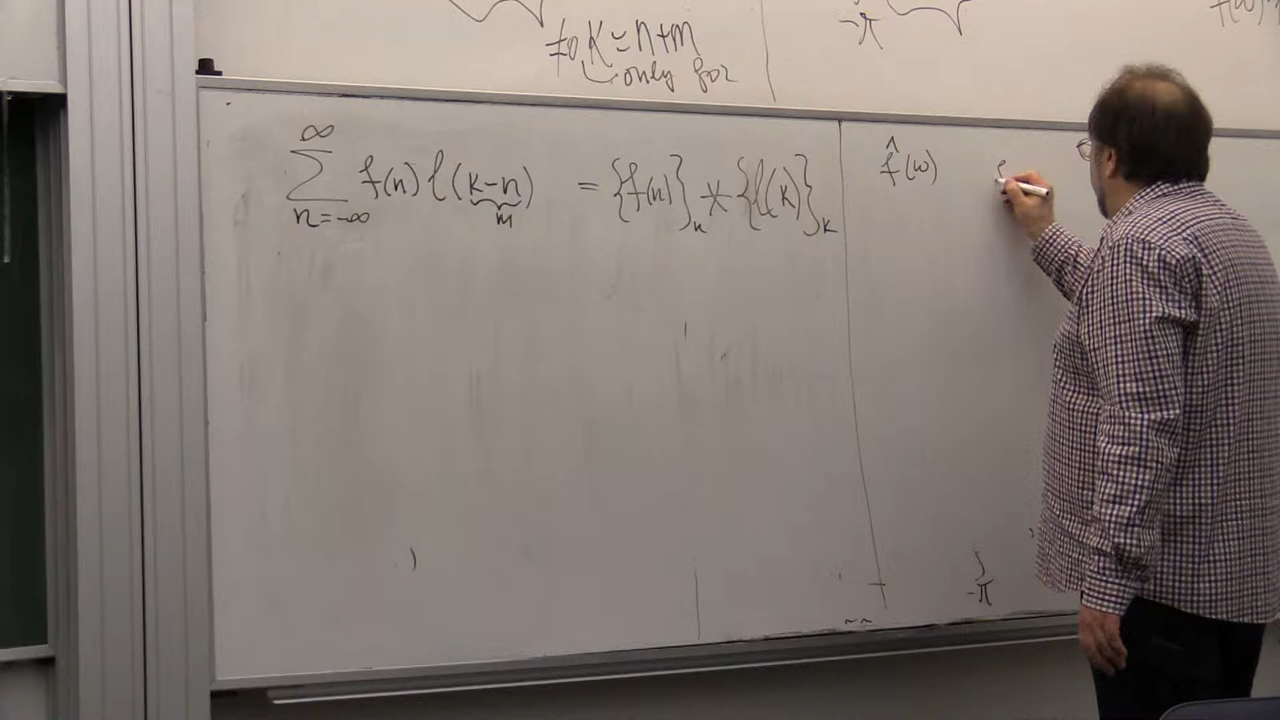 ≠0 K = n+m
only for
-π
∞
∑ f(n) l(k-n) = {f(n)}ₙ * {l(k)}ₖ
n=-∞
m
f̂(ω)
∫
-π